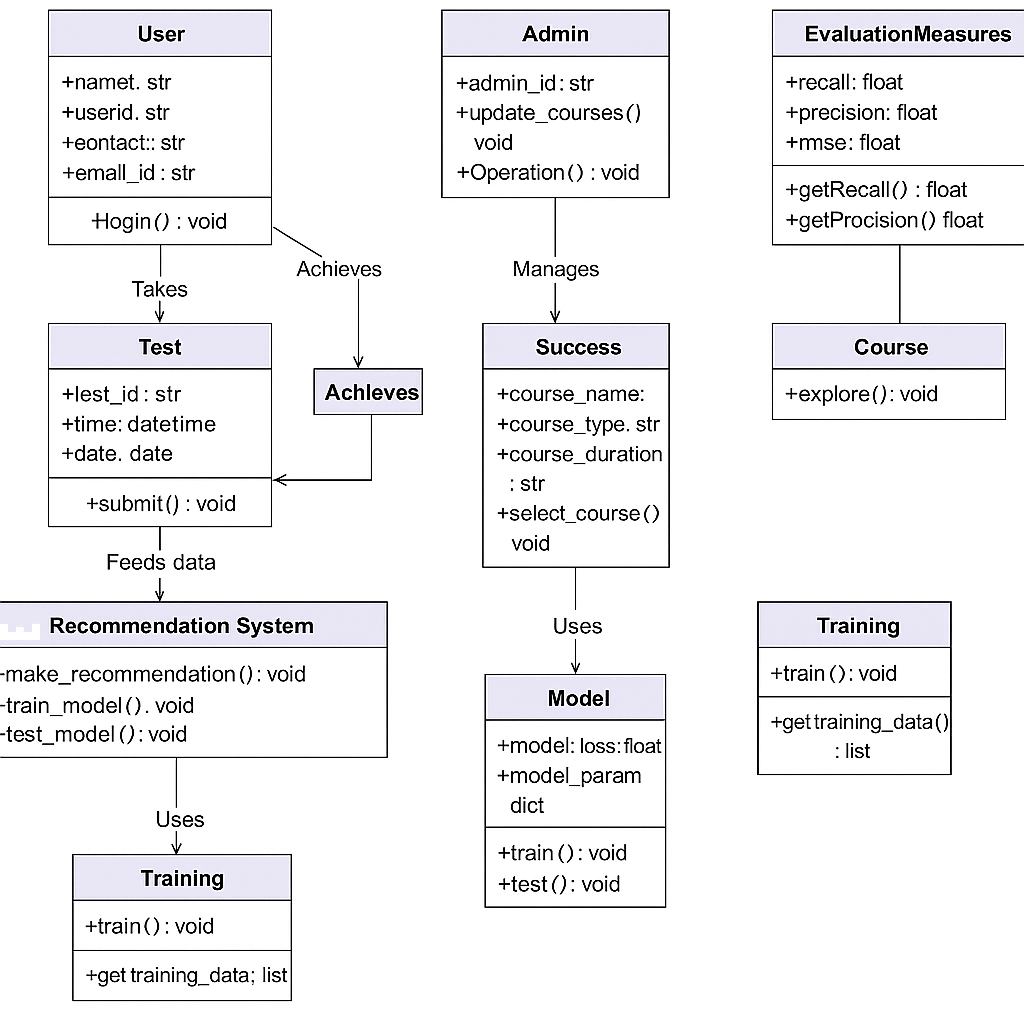 User
+namet. str
+userid. str
+eontact:: str
+emall_id : str
+Hogin() : void
Takes
Achieves
Test
+lest_id : str
+time: datetime
+date. date
+submit() : void
Achleves
Feeds data
Recommendation System
-make_recommendation(): void
-train_model(). void
-test_model(): void
Uses
Training
+train(): void
+get training_data; list
Admin
+admin_id: str
+update_courses()
void
+Operation() : void
Manages
Success
+course_name:
+course_type. str
+course_duration
: str
+select_course()
void
Uses
Model
+model: loss: float
+model_param
dict
+train(): void
+test(): void
EvaluationMeasures
+recall: float
+precision: float
+rmse: float
+getRecall() : float
+getProcision() float
Course
+explore(): void
Training
+train(): void
+get training_data()
: list